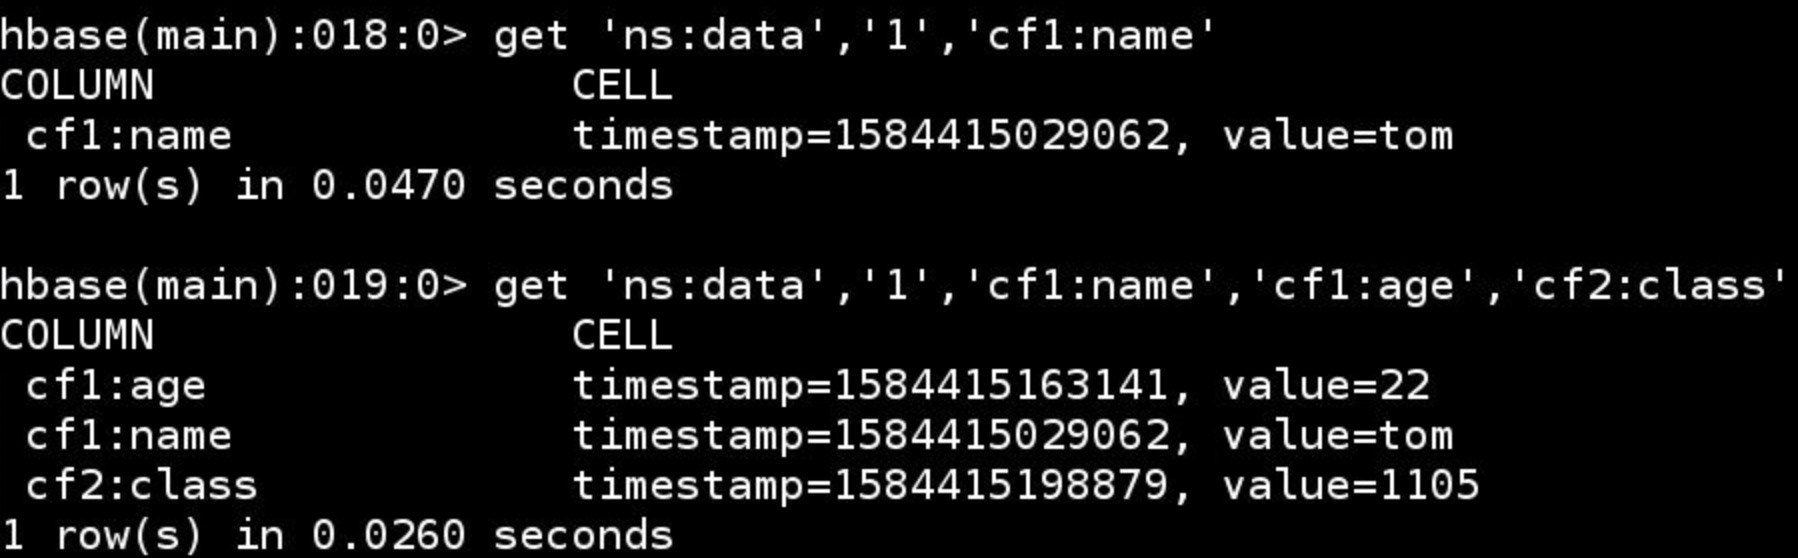 hbase(main):018:0> get 'ns:data','1','cf1:name'
COLUMN                CELL
 cf1:name             timestamp=1584415029062, value=tom
1 row(s) in 0.0470 seconds

hbase(main):019:0> get 'ns:data','1','cf1:name','cf1:age','cf2:class'
COLUMN                CELL
 cf1:age              timestamp=1584415163141, value=22
 cf1:name             timestamp=1584415029062, value=tom
 cf2:class            timestamp=1584415198879, value=1105
1 row(s) in 0.0260 seconds